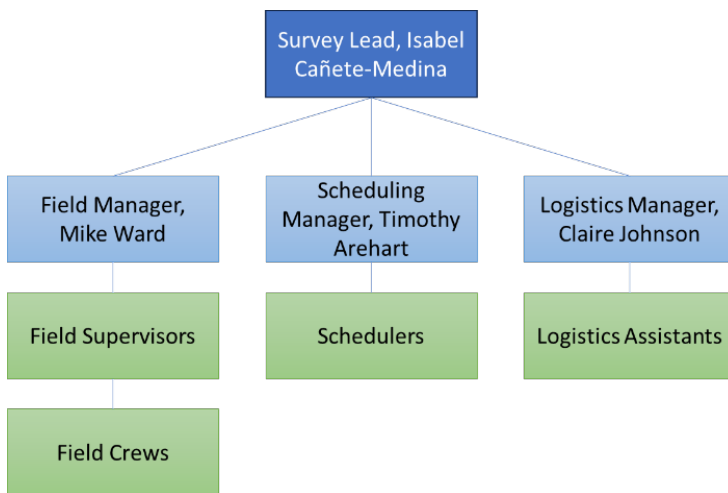 Survey Lead, Isabel
Cañete-Medina
Field Manager,
Mike Ward
Scheduling
Manager, Timothy
Arehart
Logistics Manager,
Claire Johnson
Field Supervisors
Schedulers
Logistics Assistants
Field Crews